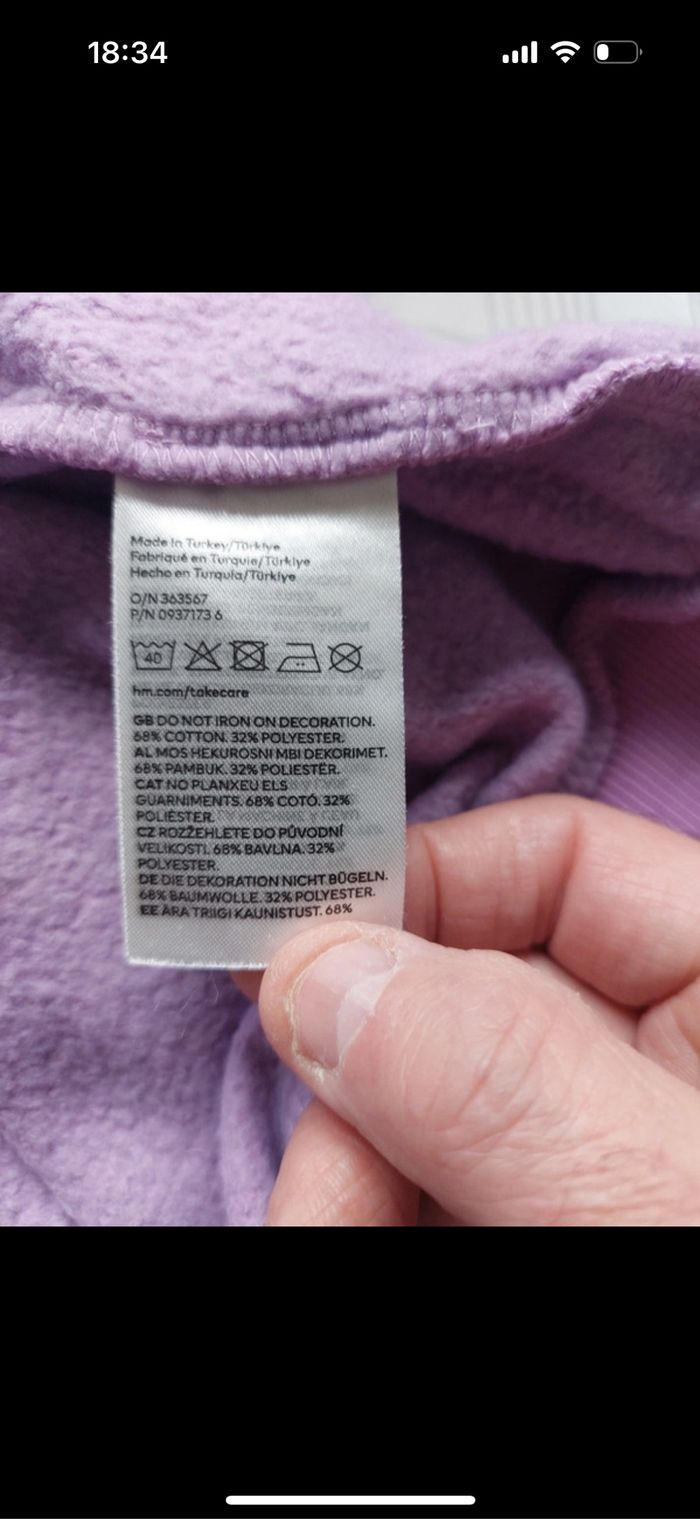 18:34
Made in Turkey/Türkiye
Fabriqué en Turquie/Türkiye
Hecho en Turquía/Türkiye
O/N 363567
P/N 0937173 6
40
hm.com/takecare
GB DO NOT IRON ON DECORATION.
68% COTTON. 32% POLYESTER.
AL MOS HEKUROSNI MBI DEKORIMET.
68% PAMBUK. 32% POLIESTËR.
CAT NO PLANXEU ELS
GUARNIMENTS. 68% COTÓ. 32%
POLIÈSTER.
CZ ROZŽEHLETE DO PŮVODNÍ
VELIKOSTI. 68% BAVLNA. 32%
POLYESTER.
DE DIE DEKORATION NICHT BÜGELN.
68% BAUMWOLLE. 32% POLYESTER.
EE ÄRA TRIIGI KAUNISTUST. 68%